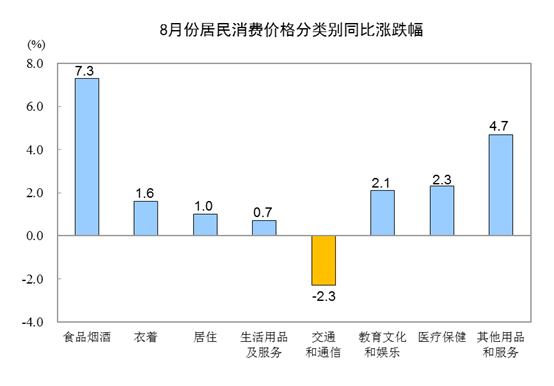 8月份居民消费价格分类别同比涨跌幅
(%)
8.0
6.0
4.0
2.0
0.0
-2.0
-4.0
7.3
1.6
1.0
0.7
-2.3
2.1
2.3
4.7
食品烟酒
衣着
居住
生活用品
及服务
交通
和通信
教育文化
和娱乐
医疗保健
其他用品
和服务